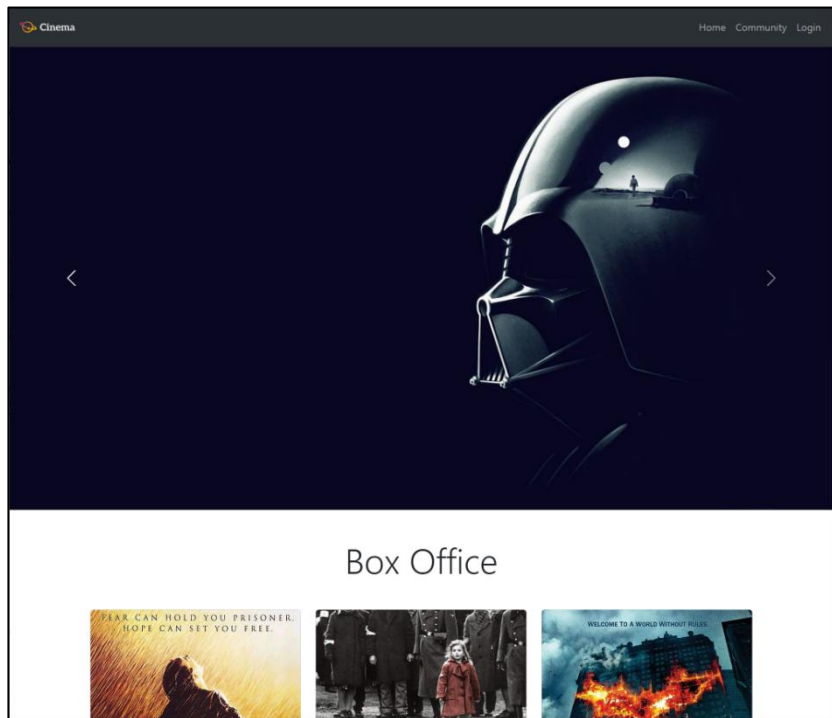 Cinema
Home Community Login
Box Office
FEAR CAN HOLD YOU PRISONER.
HOPE CAN SET YOU FREE.
WELCOME TO A WORLD WITHOUT RULES.